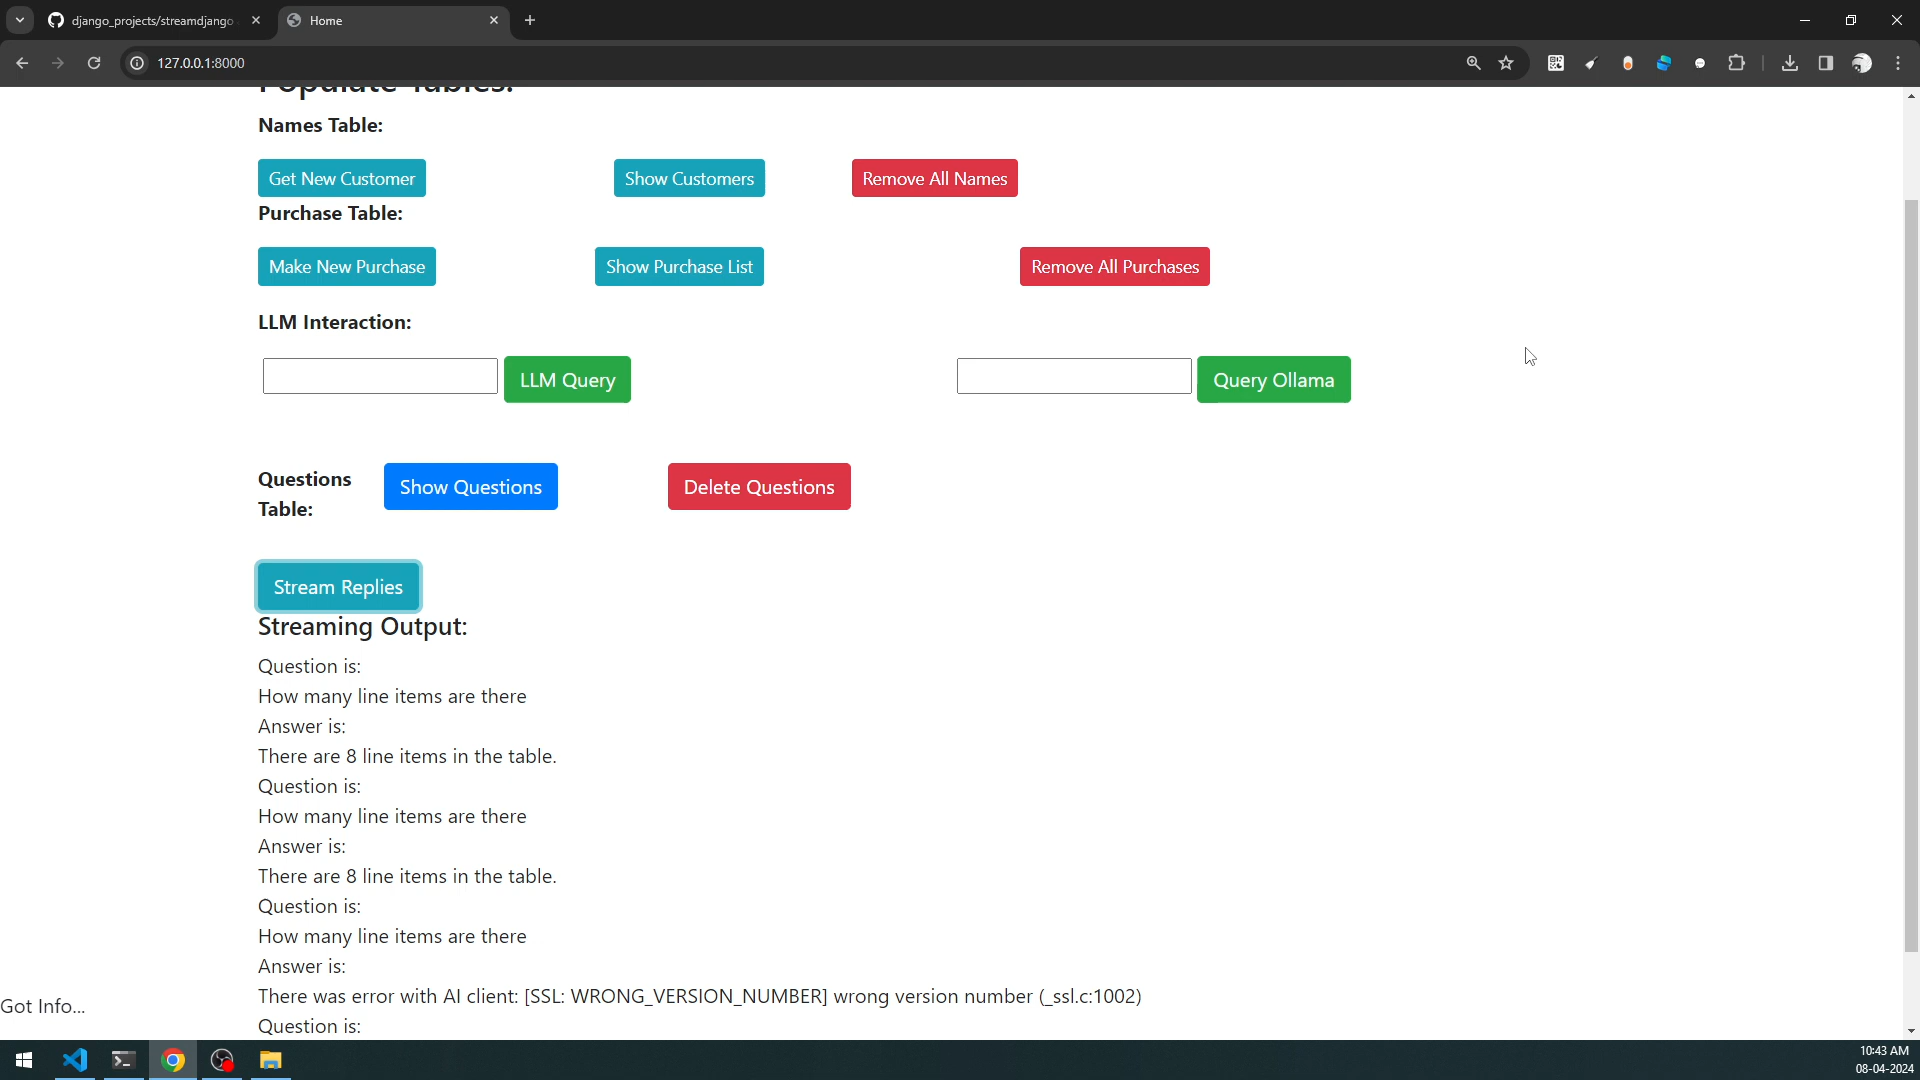 django_projects/streamdjango
Home
127.0.0.1:8000
Populate Tables:
Names Table:
Get New Customer
Show Customers
Remove All Names
Purchase Table:
Make New Purchase
Show Purchase List
Remove All Purchases
LLM Interaction:
LLM Query
Query Ollama
Questions
Table:
Show Questions
Delete Questions
Stream Replies
Streaming Output:
Question is:
How many line items are there
Answer is:
There are 8 line items in the table.
Question is:
How many line items are there
Answer is:
There are 8 line items in the table.
Question is:
How many line items are there
Answer is:
There was error with AI client: [SSL: WRONG_VERSION_NUMBER] wrong version number (_ssl.c:1002)
Got Info...
Question is:
10:43 AM
08-04-2024